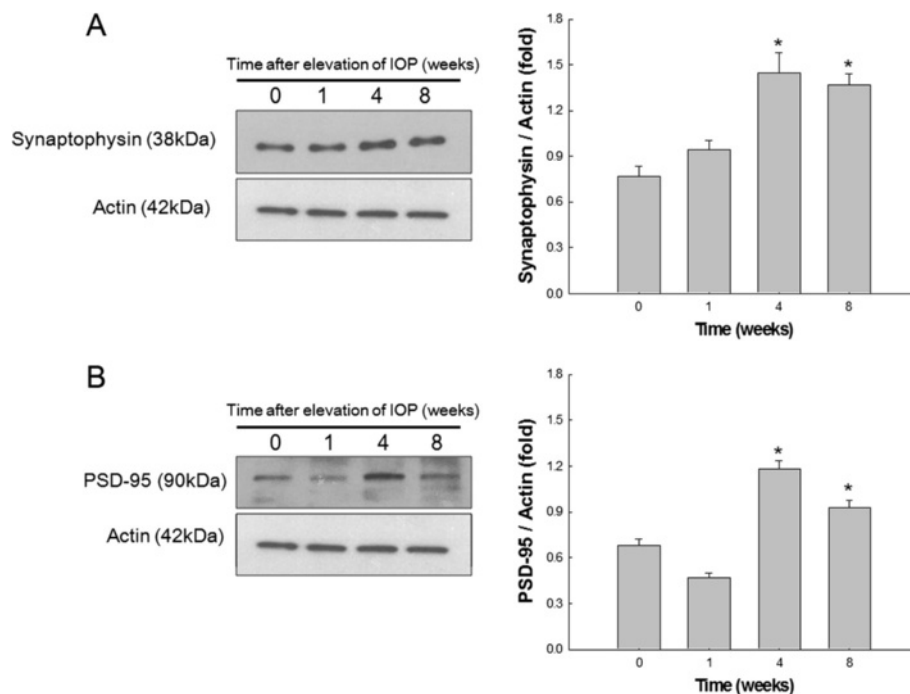 A
Time after elevation of IOP (weeks)
0 1 4 8
Synaptophysin (38kDa)
Actin (42kDa)
Synaptophysin / Actin (fold)
1.8
1.5
1.2
0.9
0.6
0.3
0.0
* *
0 1 4 8
Time (weeks)
B
Time after elevation of IOP (weeks)
0 1 4 8
PSD-95 (90kDa)
Actin (42kDa)
PSD-95 / Actin (fold)
1.8
1.5
1.2
0.9
0.6
0.3
0.0
* *
0 1 4 8
Time (weeks)